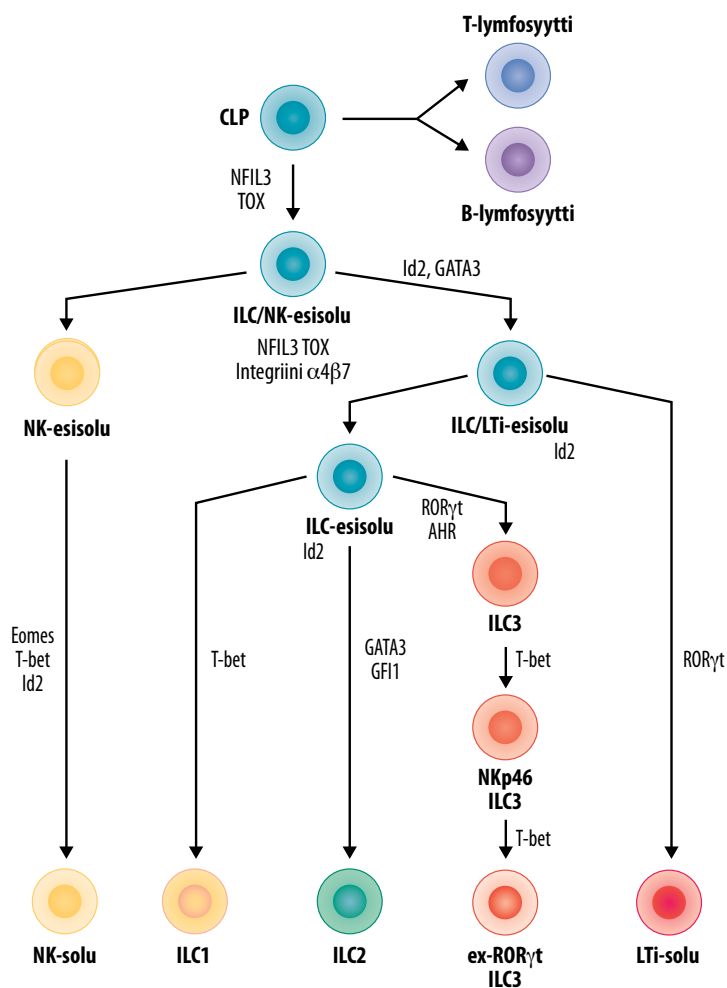 T-lymfosyytti
CLP
B-lymfosyytti
NFIL3
TOX
Id2, GATA3
ILC/NK-esisolu
NFIL3 TOX
Integriini α4β7
NK-esisolu
ILC/LTi-esisolu
Id2
ILC-esisolu
Id2
RORγt
AHR
ILC3
Eomes
T-bet
Id2
T-bet
GATA3
GFI1
T-bet
RORγt
NKp46
ILC3
T-bet
NK-solu
ILC1
ILC2
ex-RORγt
ILC3
LTi-solu